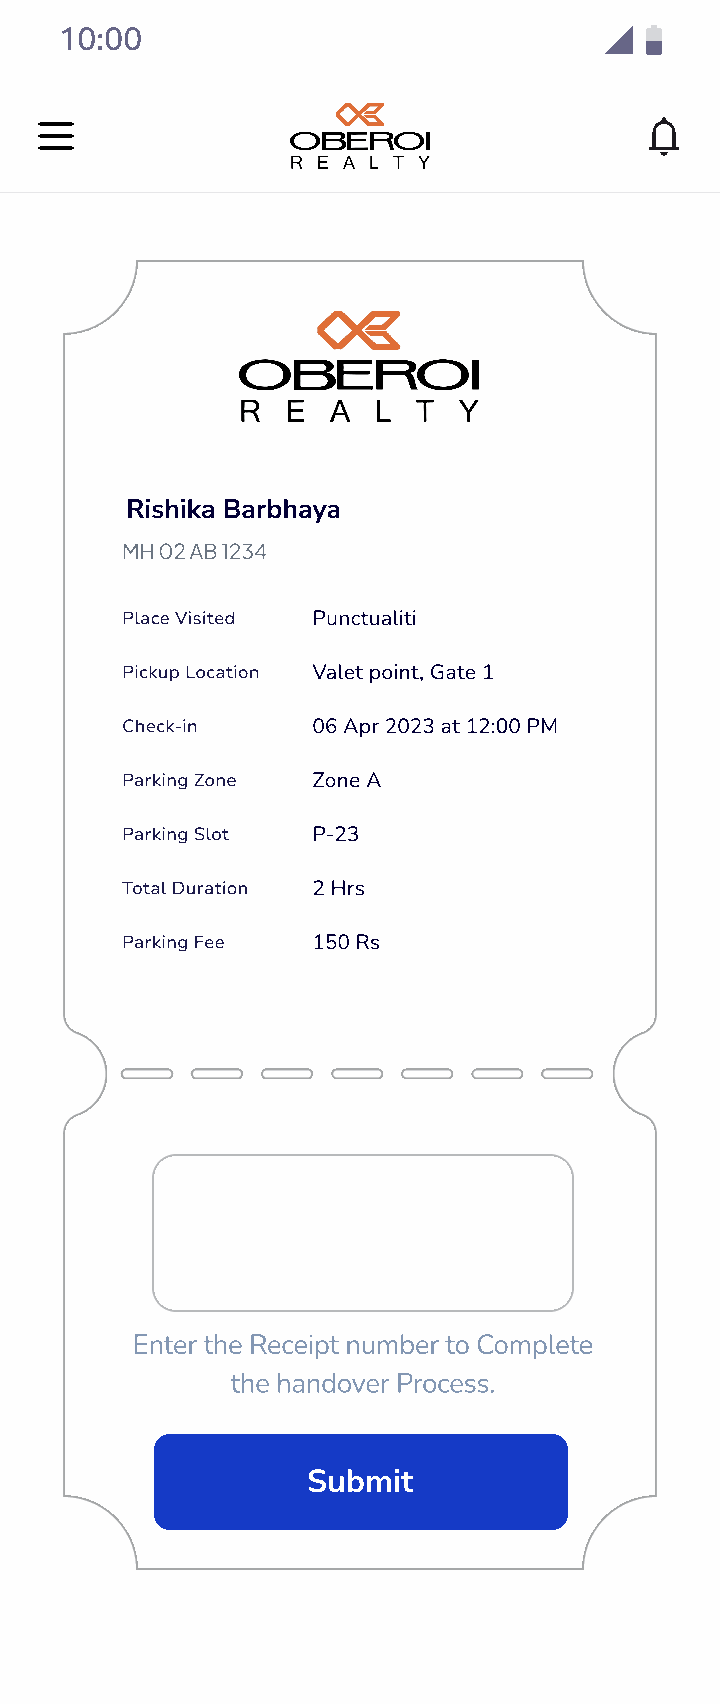 10:00
OBEROI
REALTY
OBEROI
REALTY
Rishika Barbhaya
MH 02 AB 1234
Place Visited Punctualiti
Pickup Location Valet point, Gate 1
Check-in 06 Apr 2023 at 12:00 PM
Parking Zone Zone A
Parking Slot P-23
Total Duration 2 Hrs
Parking Fee 150 Rs
Enter the Receipt number to Complete
the handover Process.
Submit